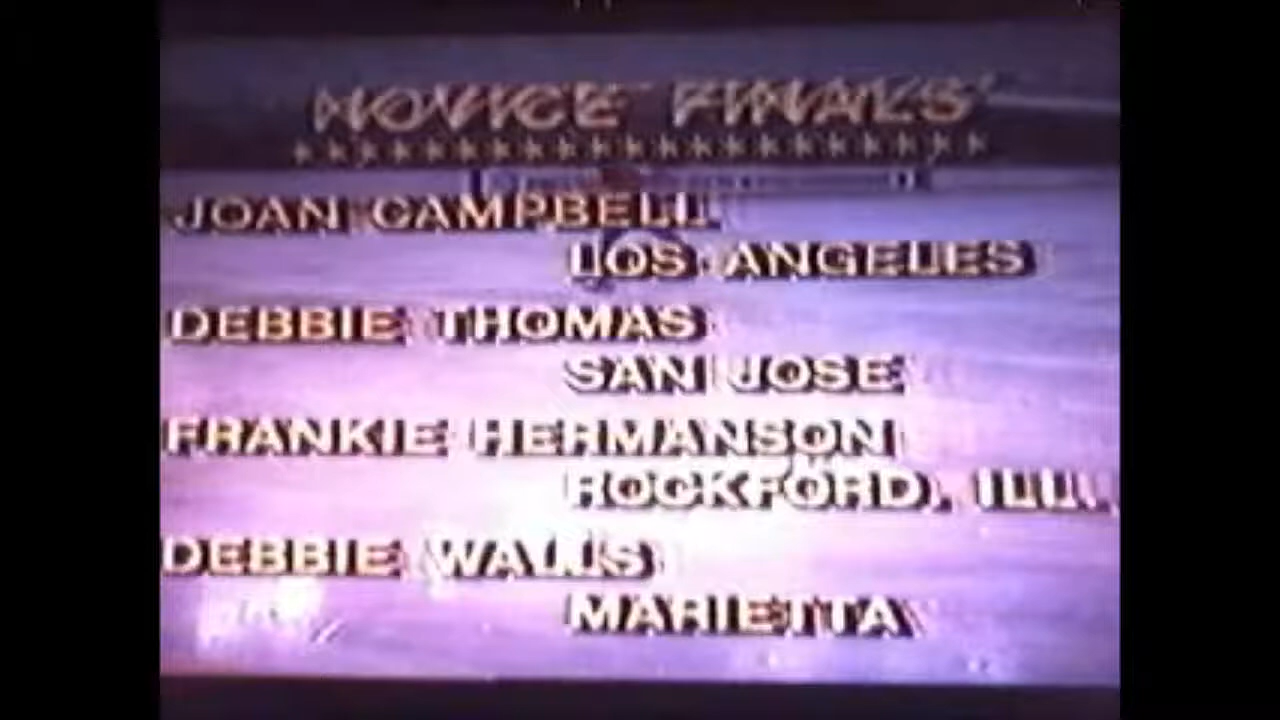 NOVICE FINALS
********************
JOAN CAMPBELL
LOS ANGELES
DEBBIE THOMAS
SAN JOSE
FRANKIE HERMANSON
ROCKFORD, ILL.
DEBBIE WALLS
MARIETTA